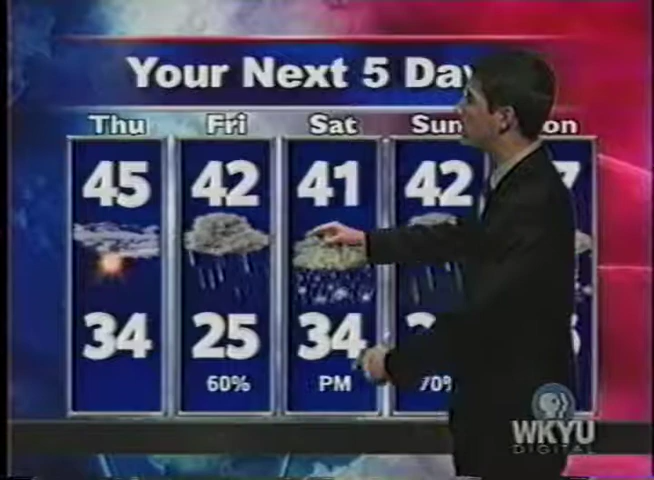 Your Next 5 Day
Thu Fri Sat Sun
45 42 41 42
34 25 34
60% PM 70%
WKYU
DIGITAL